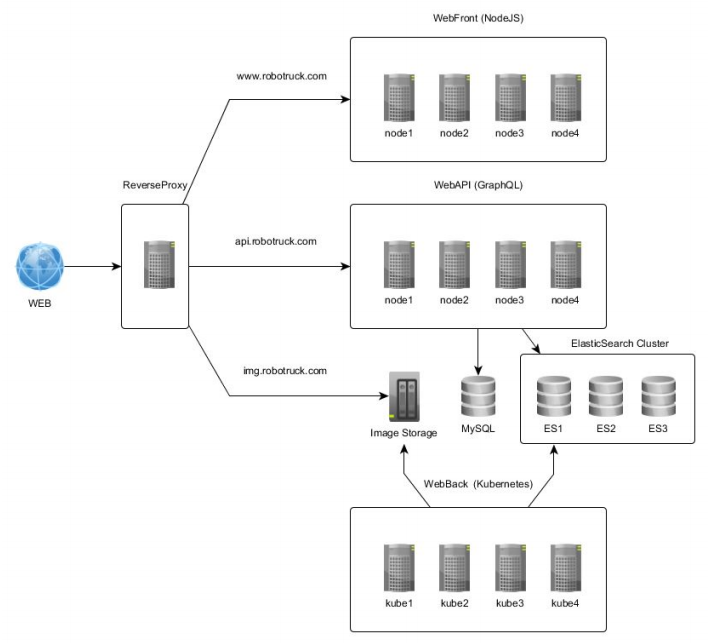 WebFront (NodeJS)
www.robotruck.com
node1 node2 node3 node4
ReverseProxy
WebAPI (GraphQL)
api.robotruck.com
node1 node2 node3 node4
WEB
ElasticSearch Cluster
img.robotruck.com
Image Storage
MySQL
ES1 ES2 ES3
WebBack (Kubernetes)
kube1 kube2 kube3 kube4